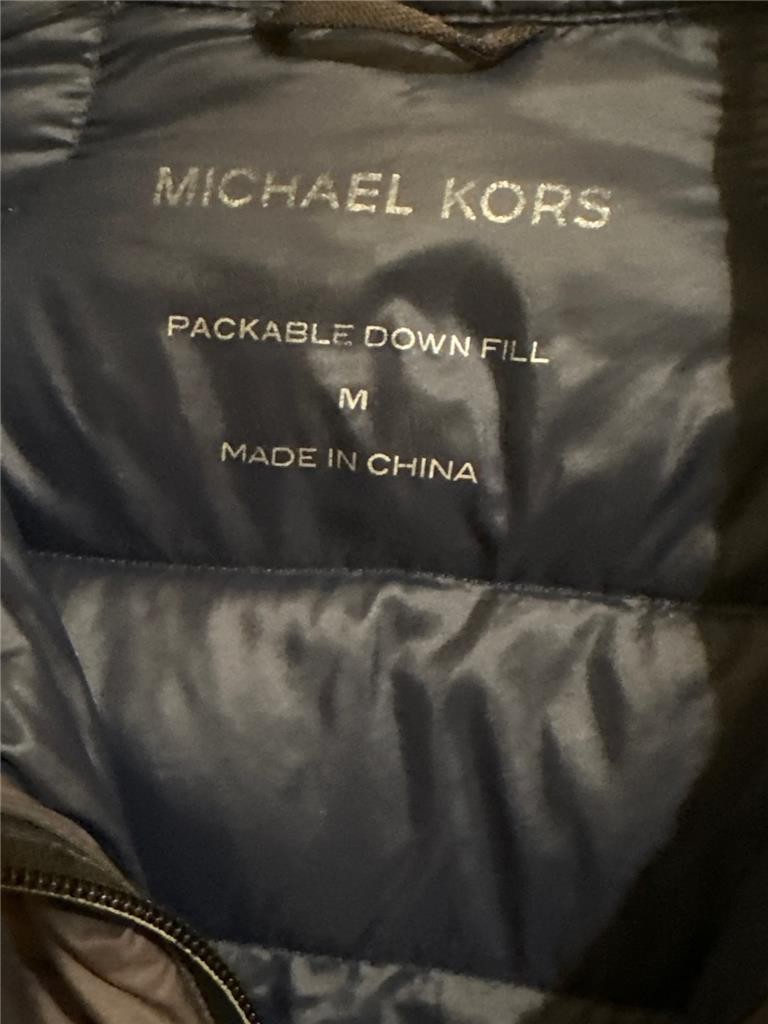 MICHAEL KORS
PACKABLE DOWN FILL
M
MADE IN CHINA